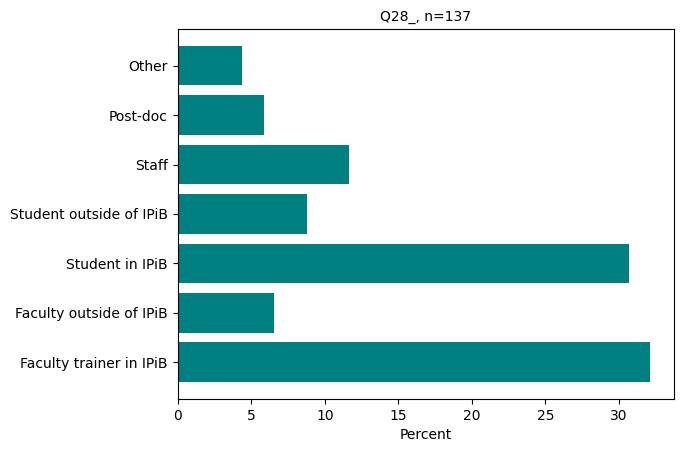 Q28_, n=137
Other
Post-doc
Staff
Student outside of IPiB
Student in IPiB
Faculty outside of IPiB
Faculty trainer in IPiB
0 5 10 15 20 25 30
Percent